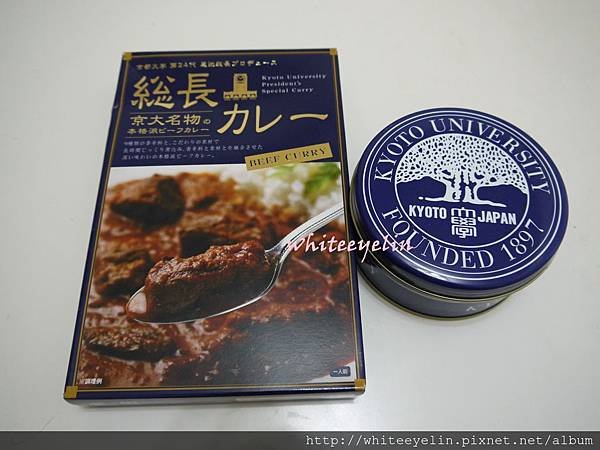 京都大学 第24代 尾池総長プロデュース
総長
カレー
Kyoto University
President's
Special Curry
京大名物の
本格派ビーフカレー
BEEF CURRY
調理例
一人前
KYOTO UNIVERSITY
KYOTO
JAPAN
FOUNDED 1897
whiteeyelin
http://whiteeyelin.pixnet.net/album